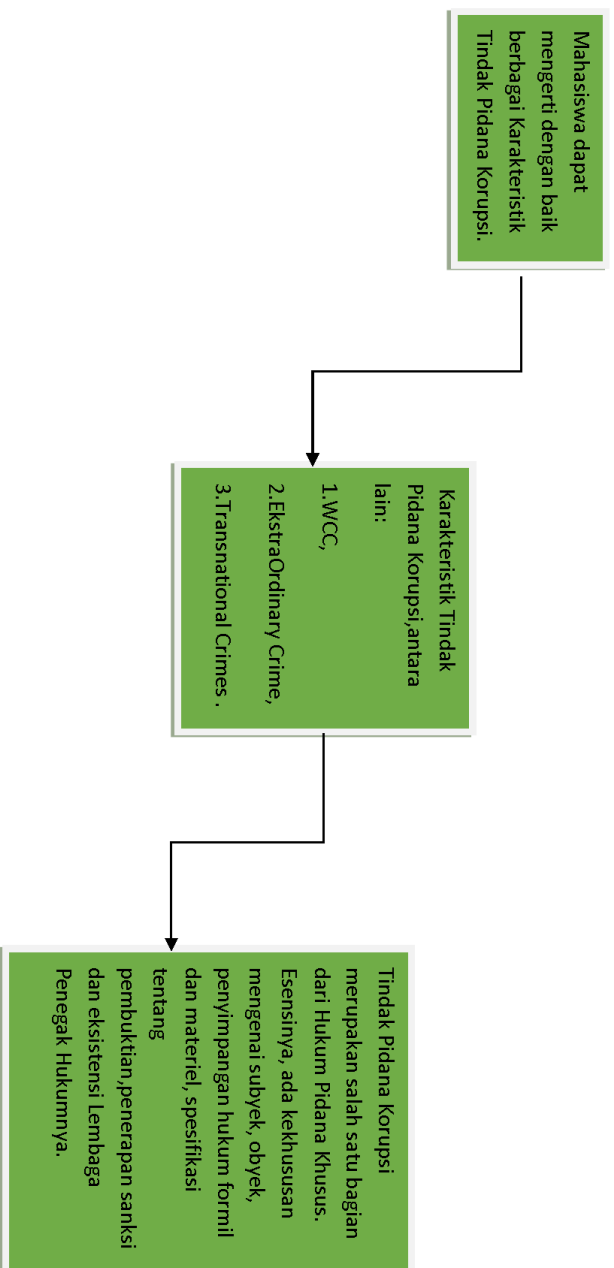 Mahasiswa dapat
mengerti dengan baik
berbagai Karakteristik
Tindak Pidana Korupsi.
Karakteristik Tindak
Pidana Korupsi,antara
lain:
1.WCC,
2.EkstraOrdinary Crime,
3.Transnational Crimes .
Tindak Pidana Korupsi
merupakan salah satu bagian
dari Hukum Pidana Khusus.
Esensinya, ada kekhususan
mengenai subyek, obyek,
penyimpangan hukum formil
dan materiel, spesifikasi
tentang
pembuktian,penerapan sanksi
dan eksistensi Lembaga
Penegak Hukumnya.